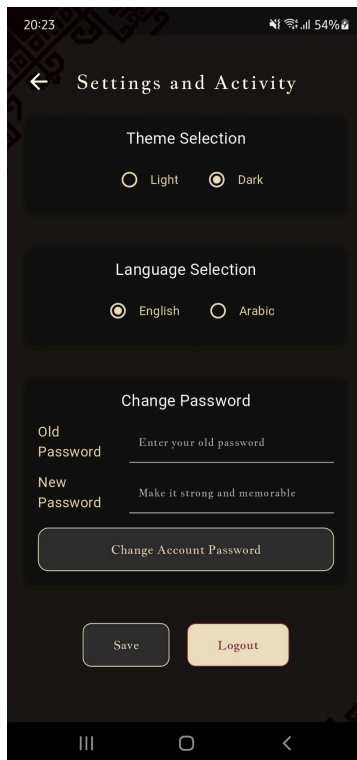 20:23
54%
Settings and Activity
Theme Selection
Light Dark
Language Selection
English Arabic
Change Password
Old
Password
Enter your old password
New
Password
Make it strong and memorable
Change Account Password
Save Logout